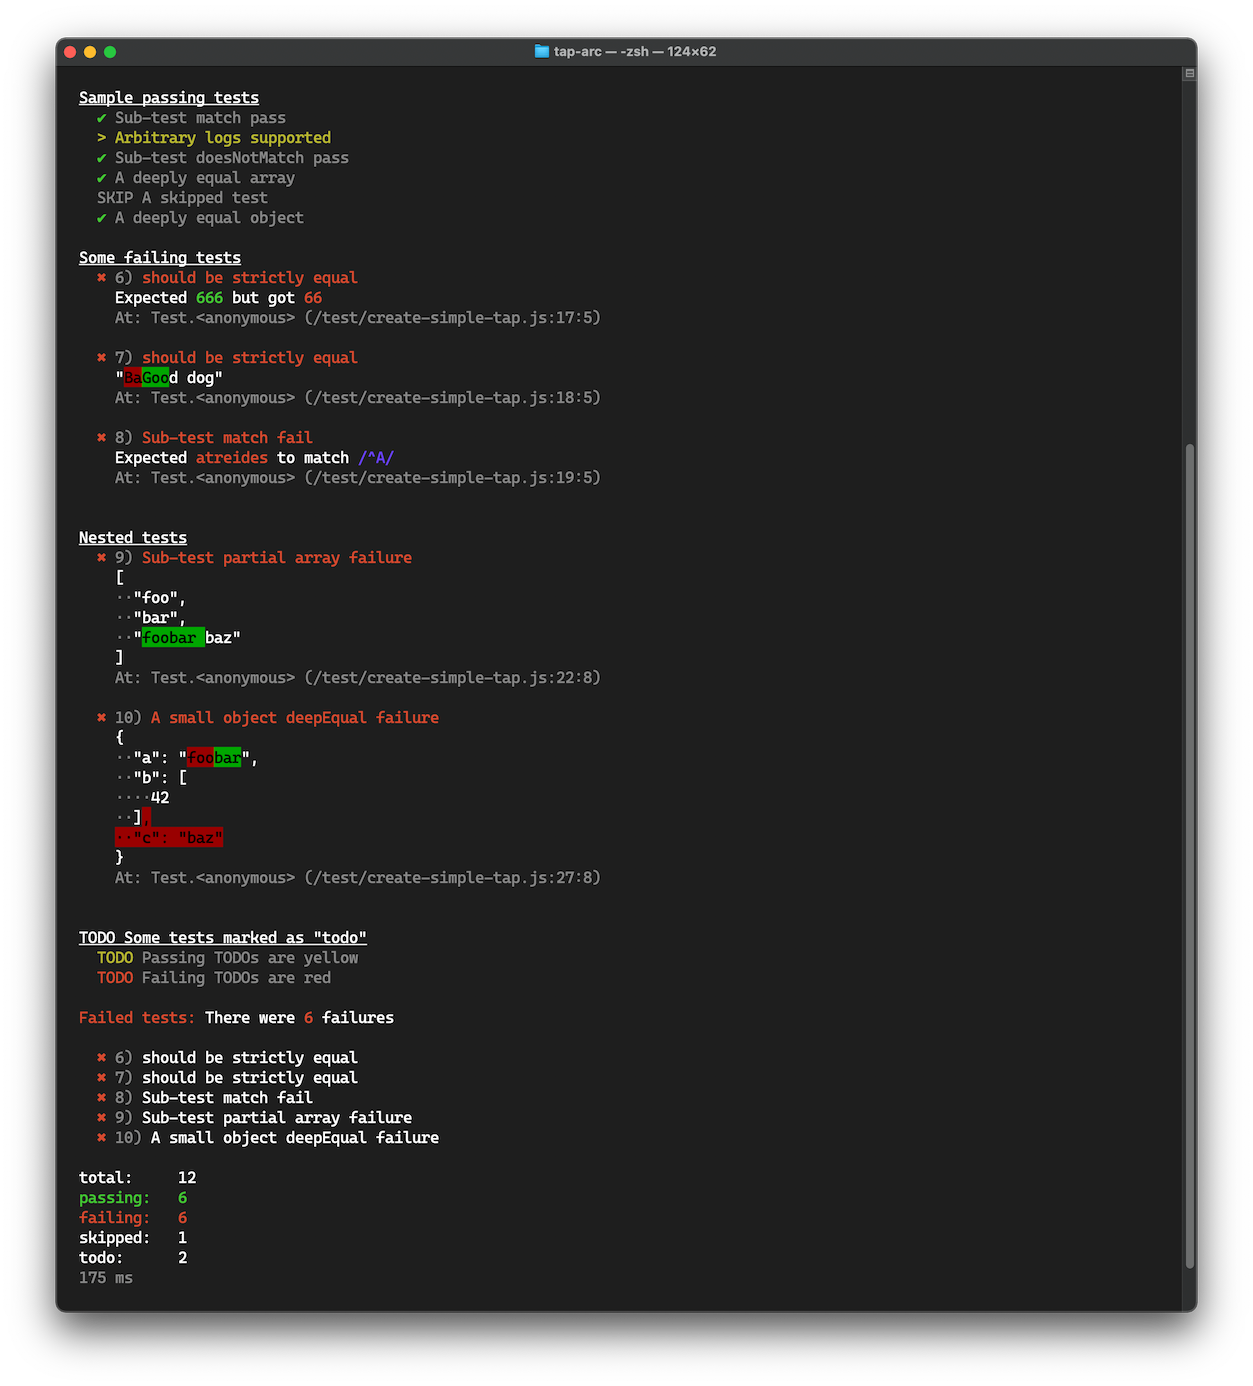 tap-arc — -zsh — 124×62
Sample passing tests
✔ Sub-test match pass
> Arbitrary logs supported
✔ Sub-test doesNotMatch pass
✔ A deeply equal array
SKIP A skipped test
✔ A deeply equal object
Some failing tests
✖ 6) should be strictly equal
Expected 666 but got 66
At: Test.<anonymous> (/test/create-simple-tap.js:17:5)
✖ 7) should be strictly equal
"BaGood dog"
At: Test.<anonymous> (/test/create-simple-tap.js:18:5)
✖ 8) Sub-test match fail
Expected atreides to match /^A/
At: Test.<anonymous> (/test/create-simple-tap.js:19:5)
Nested tests
✖ 9) Sub-test partial array failure
[
··"foo",
··"bar",
··"foobar baz"
]
At: Test.<anonymous> (/test/create-simple-tap.js:22:8)
✖ 10) A small object deepEqual failure
{
··"a": "foobar",
··"b": [
····42
··],
··"c": "baz"
}
At: Test.<anonymous> (/test/create-simple-tap.js:27:8)
TODO Some tests marked as "todo"
TODO Passing TODOs are yellow
TODO Failing TODOs are red
Failed tests: There were 6 failures
✖ 6) should be strictly equal
✖ 7) should be strictly equal
✖ 8) Sub-test match fail
✖ 9) Sub-test partial array failure
✖ 10) A small object deepEqual failure
total: 12
passing: 6
failing: 6
skipped: 1
todo: 2
175 ms